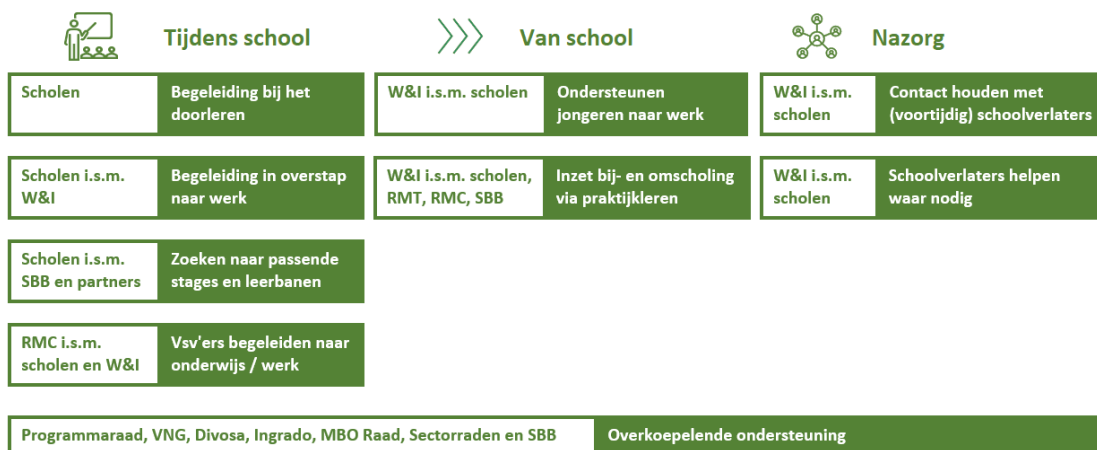 Tijdens school
Van school
Nazorg
Scholen
Begeleiding bij het
doorleren
W&I i.s.m. scholen
Ondersteunen
jongeren naar werk
W&I i.s.m.
scholen
Contact houden met
(voortijdig) schoolverlaters
Scholen i.s.m.
W&I
Begeleiding in overstap
naar werk
W&I i.s.m. scholen,
RMT, RMC, SBB
Inzet bij- en omscholing
via praktijkleren
W&I i.s.m.
scholen
Schoolverlaters helpen
waar nodig
Scholen i.s.m.
SBB en partners
Zoeken naar passende
stages en leerbanen
RMC i.s.m.
scholen en W&I
Vsv'ers begeleiden naar
onderwijs / werk
Programmaraad, VNG, Divosa, Ingrado, MBO Raad, Sectorraden en SBB
Overkoepelende ondersteuning